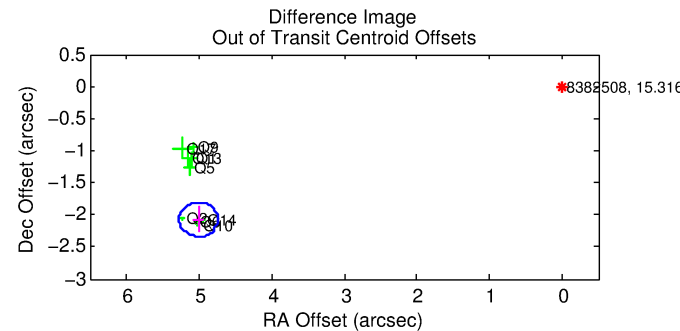 Difference Image
Out of Transit Centroid Offsets
Dec Offset (arcsec)
0.5
0
−0.5
−1
−1.5
−2
−2.5
−3
8382508, 15.316
Q9
Q5
6
5
4
3
2
1
0
RA Offset (arcsec)